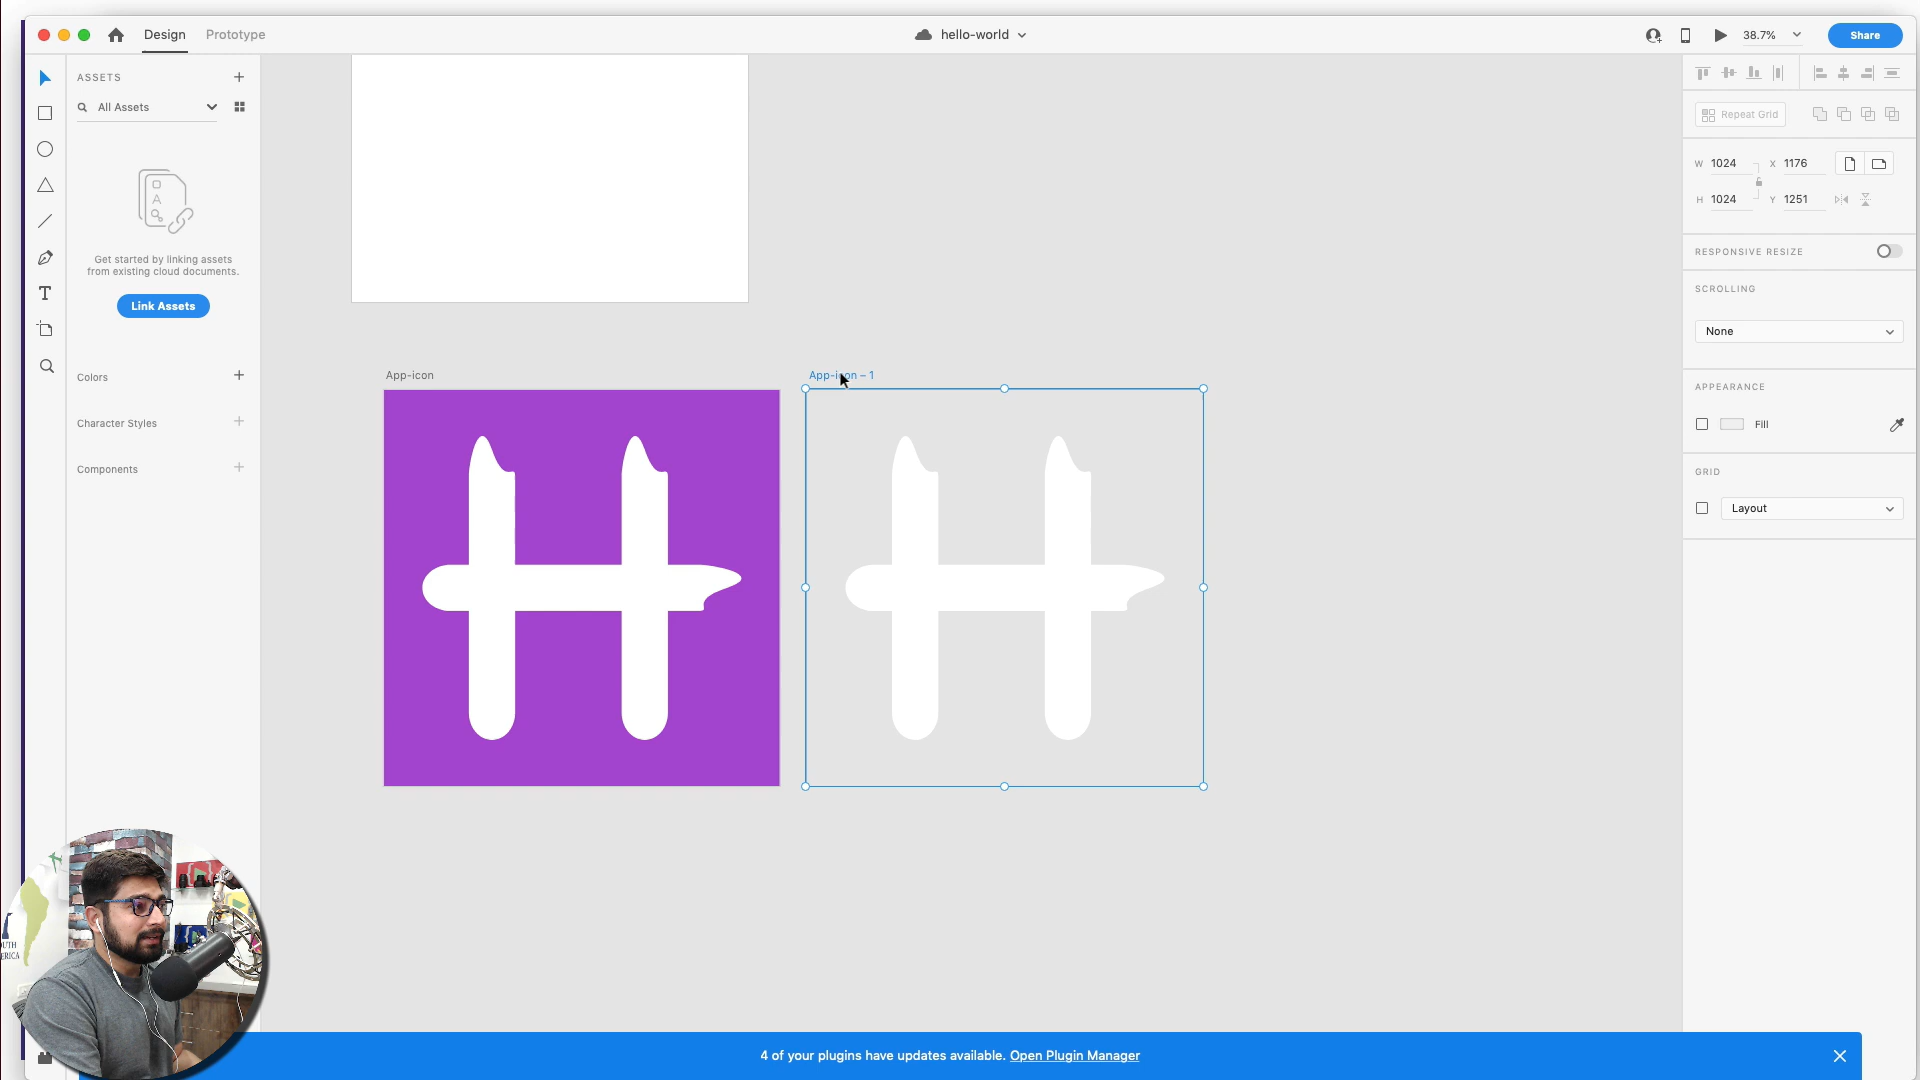 Design
Prototype
hello-world
38.7%
Share
ASSETS
All Assets
Get started by linking assets
from existing cloud documents.
Link Assets
Colors
Character Styles
Components
App-icon
App-icon – 1
Repeat Grid
W 1024
X 1176
H 1024
Y 1251
RESPONSIVE RESIZE
SCROLLING
None
APPEARANCE
Fill
GRID
Layout
4 of your plugins have updates available. Open Plugin Manager